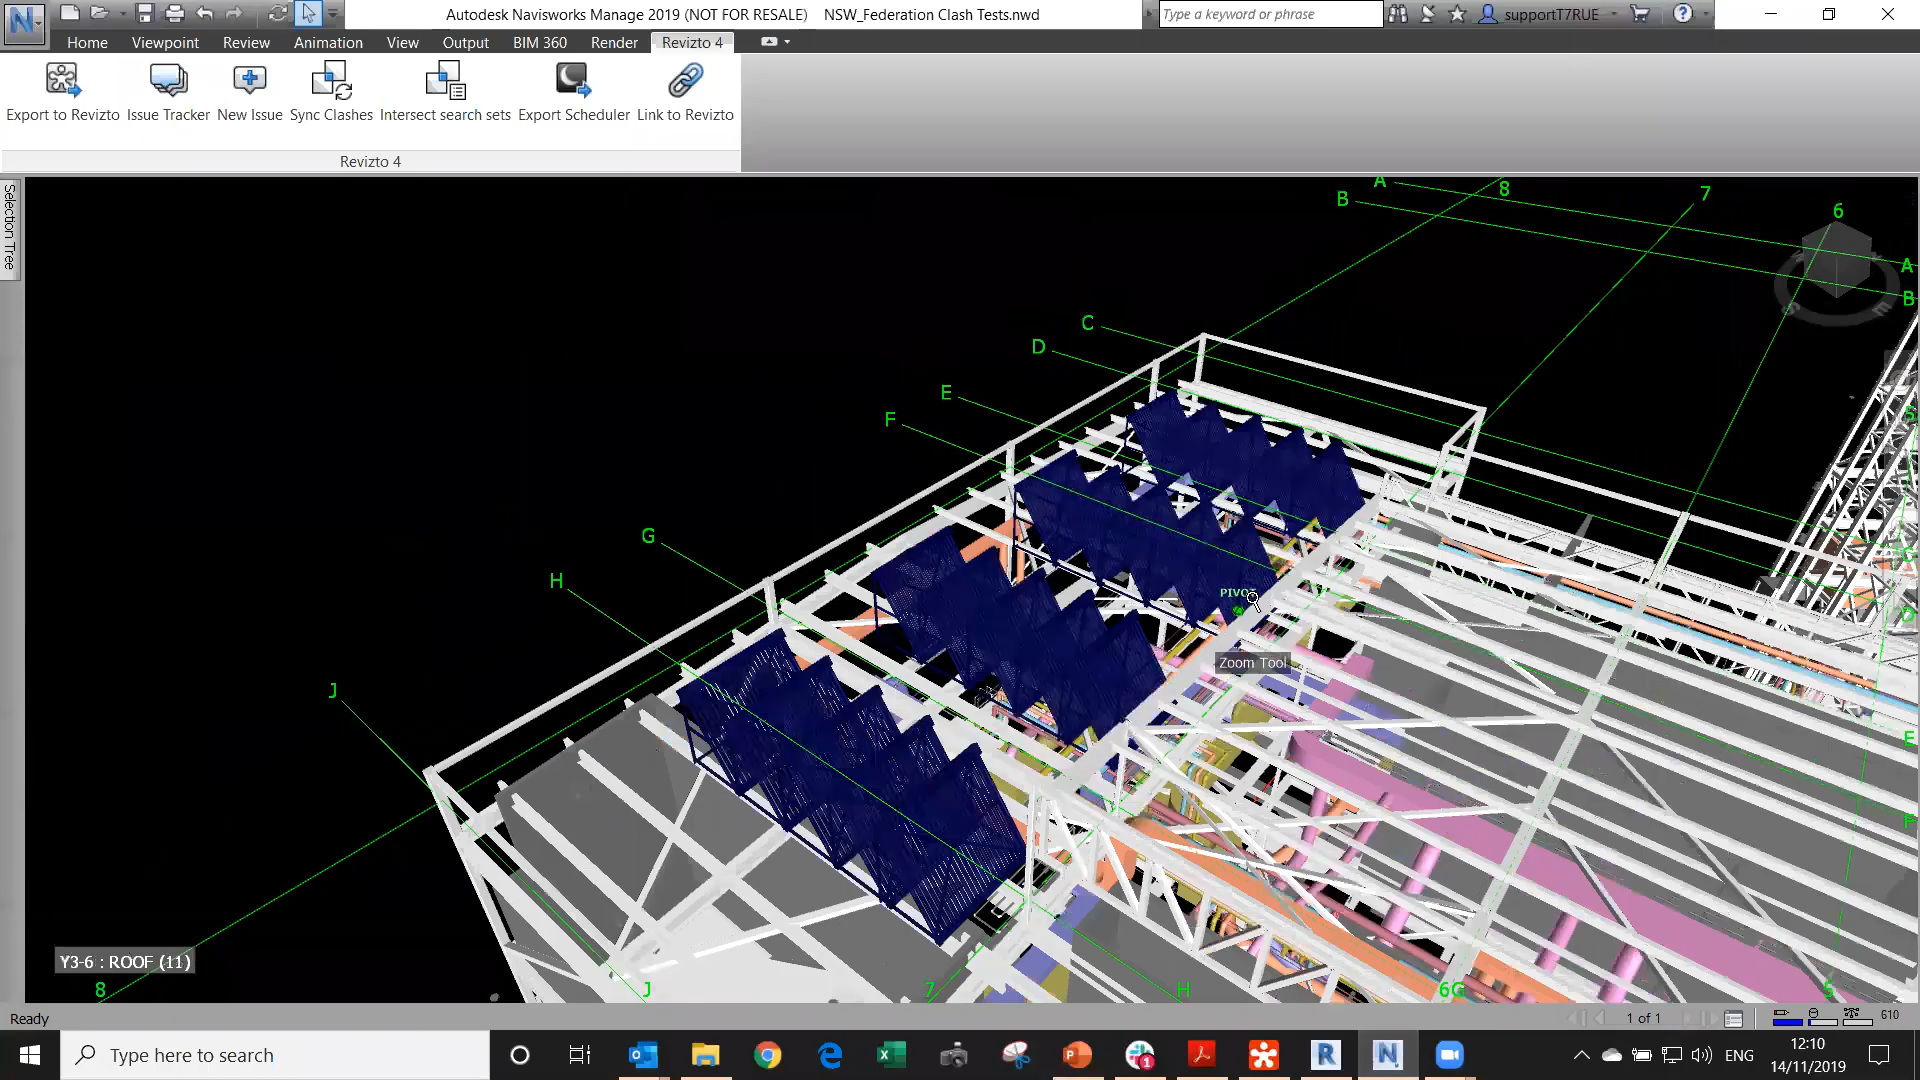 Autodesk Navisworks Manage 2019 (NOT FOR RESALE) NSW_Federation Clash Tests.nwd
Type a keyword or phrase
supportT7RUE
Home Viewpoint Review Animation View Output BIM 360 Render Revizto 4
Export to Revizto Issue Tracker New Issue Sync Clashes Intersect search sets Export Scheduler Link to Revizto
Revizto 4
Selection Tree
A 8 7 6
B
A
B
C
D
E
F
G
H
J
5
C
D
E
F
PIVOT
Zoom Tool
Y3-6 : ROOF (11)
8 J 7 H 6G 5
Ready
1 of 1
610
Type here to search
ENG
12:10
14/11/2019